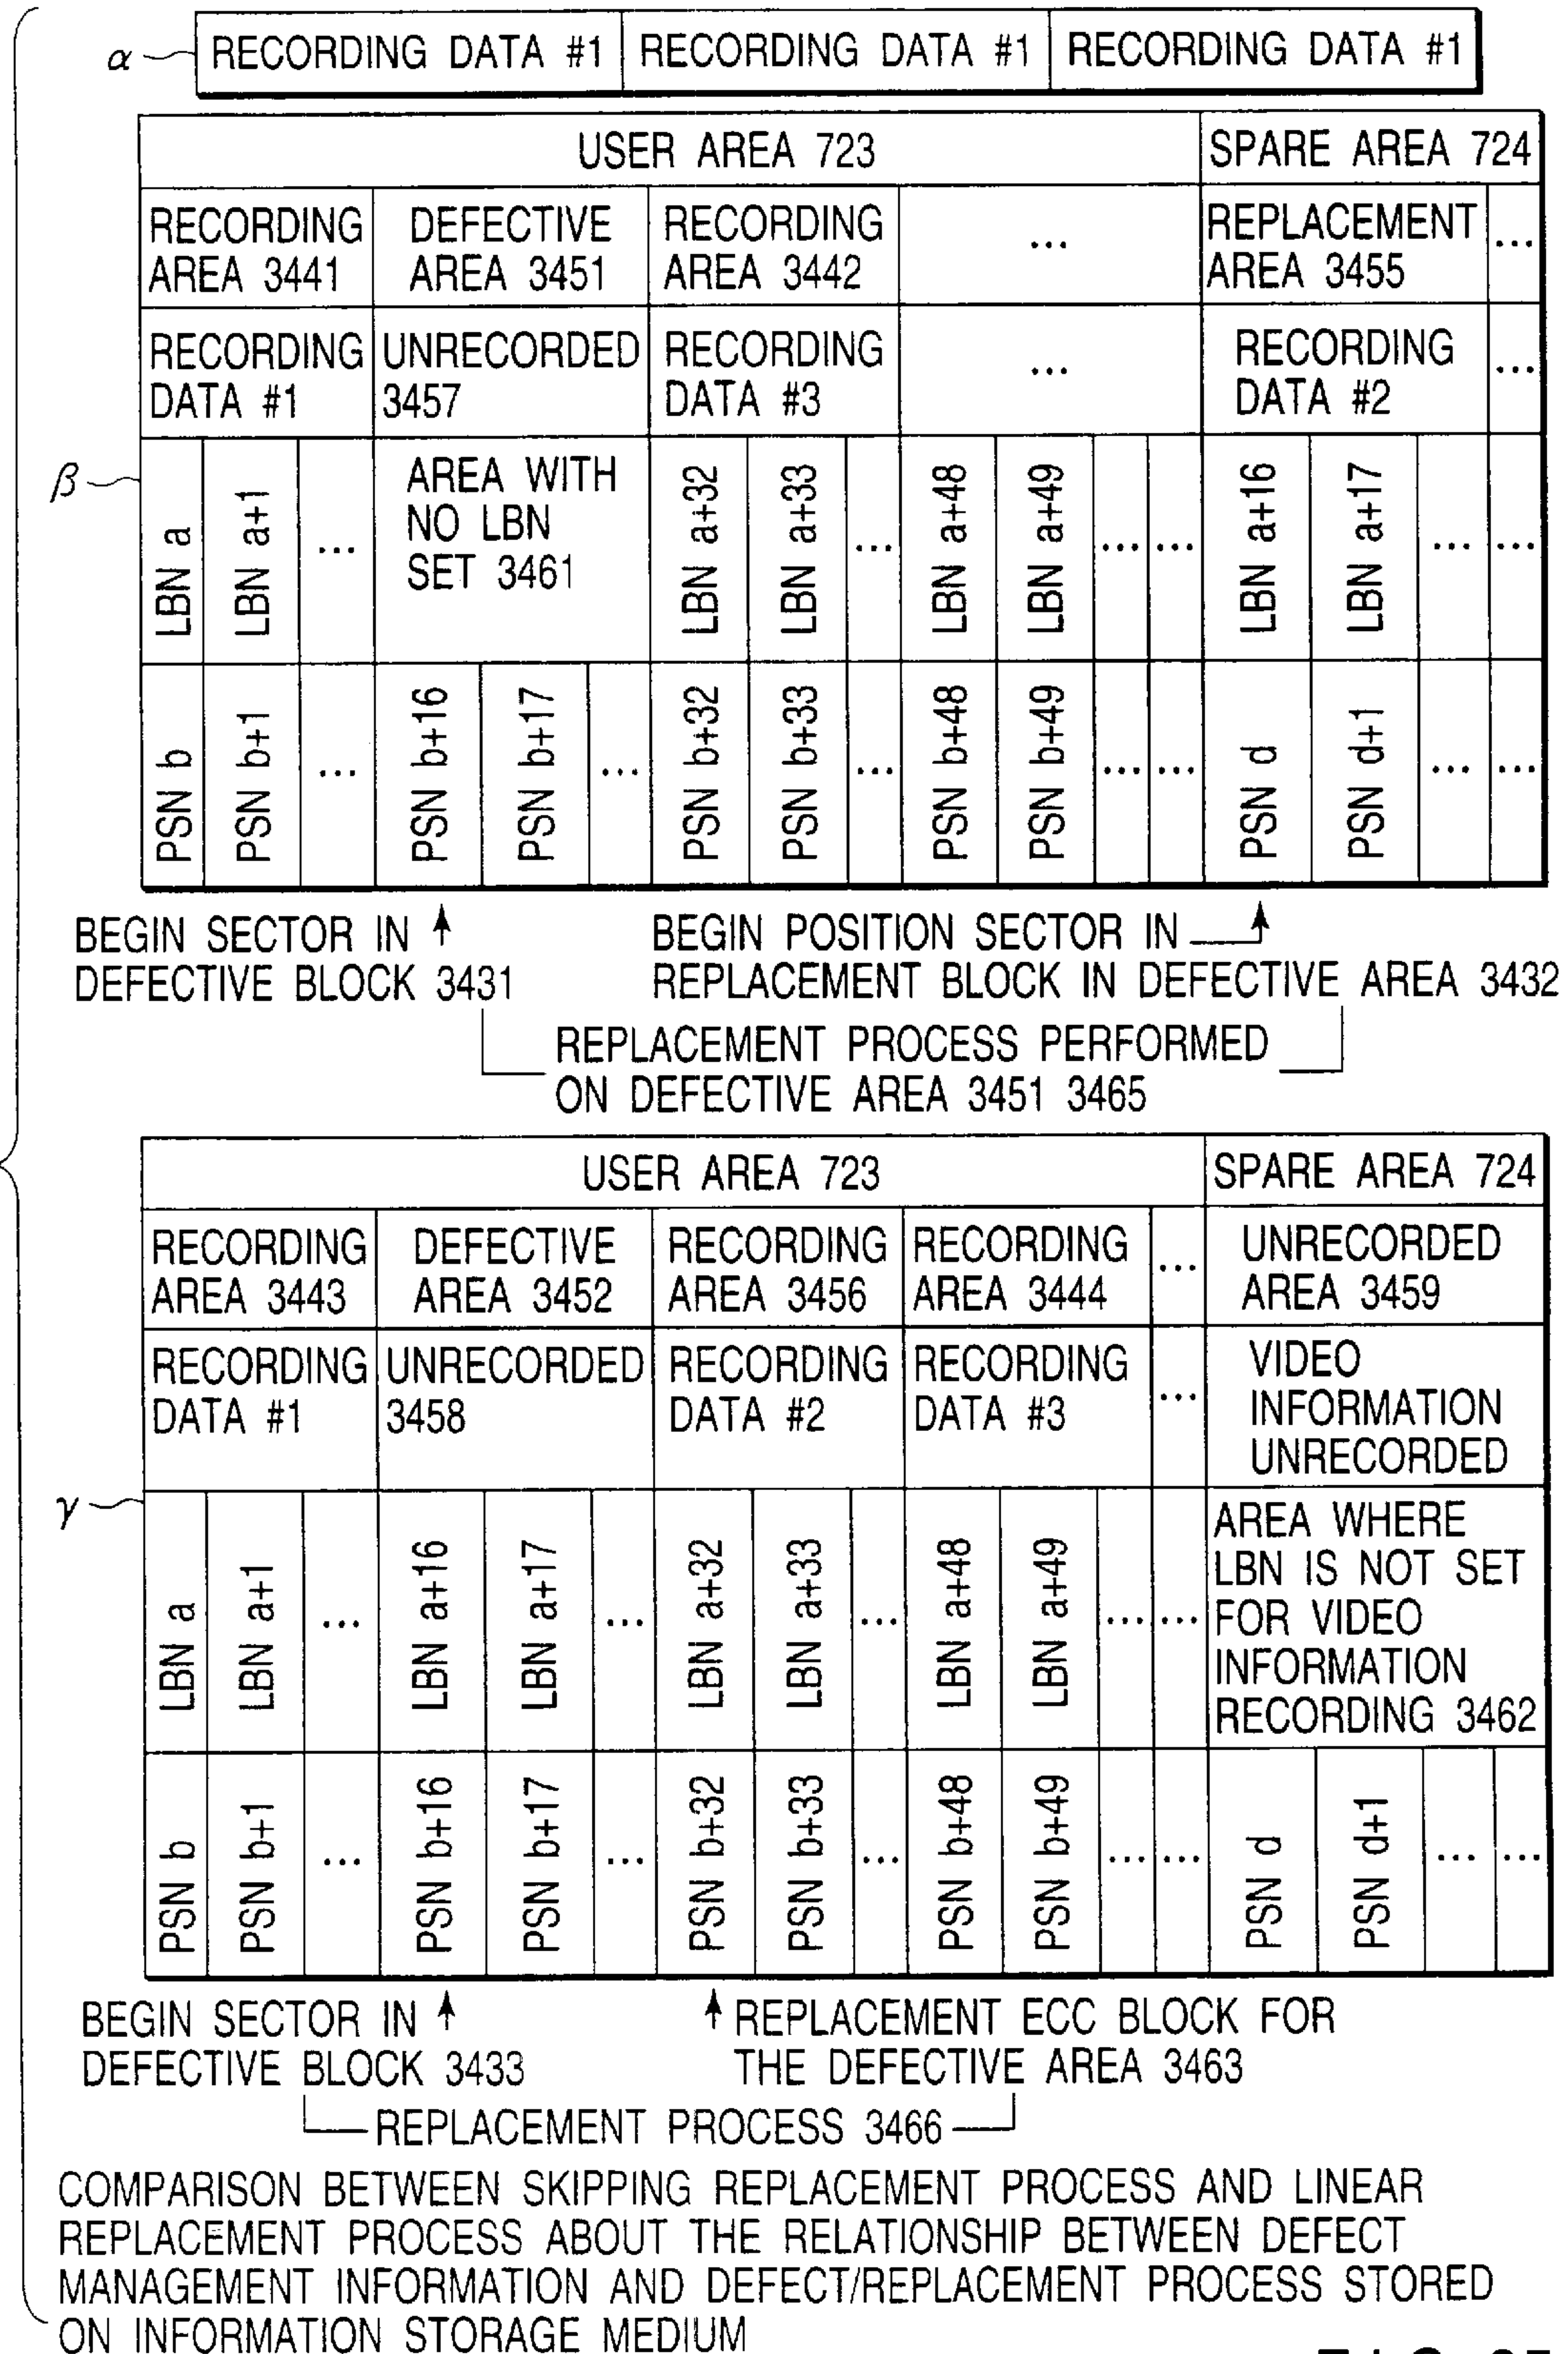 α
RECORDING DATA #1 RECORDING DATA #1 RECORDING DATA #1
USER AREA 723 SPARE AREA 724
RECORDING AREA 3441
DEFECTIVE AREA 3451
RECORDING AREA 3442
...
REPLACEMENT AREA 3455
...
RECORDING DATA #1
UNRECORDED 3457
RECORDING DATA #3
...
RECORDING DATA #2
...
β
LBN a
LBN a+1
...
AREA WITH NO LBN SET 3461
LBN a+32
LBN a+33
...
LBN a+48
LBN a+49
...
...
LBN a+16
LBN a+17
...
...
PSN b
PSN b+1
...
PSN b+16
PSN b+17
...
PSN b+32
PSN b+33
...
PSN b+48
PSN b+49
...
...
PSN d
PSN d+1
...
...
BEGIN SECTOR IN
DEFECTIVE BLOCK 3431
BEGIN POSITION SECTOR IN
REPLACEMENT BLOCK IN DEFECTIVE AREA 3432
REPLACEMENT PROCESS PERFORMED
ON DEFECTIVE AREA 3451 3465
USER AREA 723 SPARE AREA 724
RECORDING AREA 3443
DEFECTIVE AREA 3452
RECORDING AREA 3456
RECORDING AREA 3444
...
UNRECORDED AREA 3459
RECORDING DATA #1
UNRECORDED 3458
RECORDING DATA #2
RECORDING DATA #3
...
VIDEO INFORMATION UNRECORDED
γ
LBN a
LBN a+1
...
LBN a+16
LBN a+17
...
LBN a+32
LBN a+33
...
LBN a+48
LBN a+49
...
...
AREA WHERE LBN IS NOT SET FOR VIDEO INFORMATION RECORDING 3462
PSN b
PSN b+1
...
PSN b+16
PSN b+17
...
PSN b+32
PSN b+33
...
PSN b+48
PSN b+49
...
...
PSN d
PSN d+1
...
...
BEGIN SECTOR IN
DEFECTIVE BLOCK 3433
REPLACEMENT ECC BLOCK FOR
THE DEFECTIVE AREA 3463
REPLACEMENT PROCESS 3466
COMPARISON BETWEEN SKIPPING REPLACEMENT PROCESS AND LINEAR
REPLACEMENT PROCESS ABOUT THE RELATIONSHIP BETWEEN DEFECT
MANAGEMENT INFORMATION AND DEFECT/REPLACEMENT PROCESS STORED
ON INFORMATION STORAGE MEDIUM